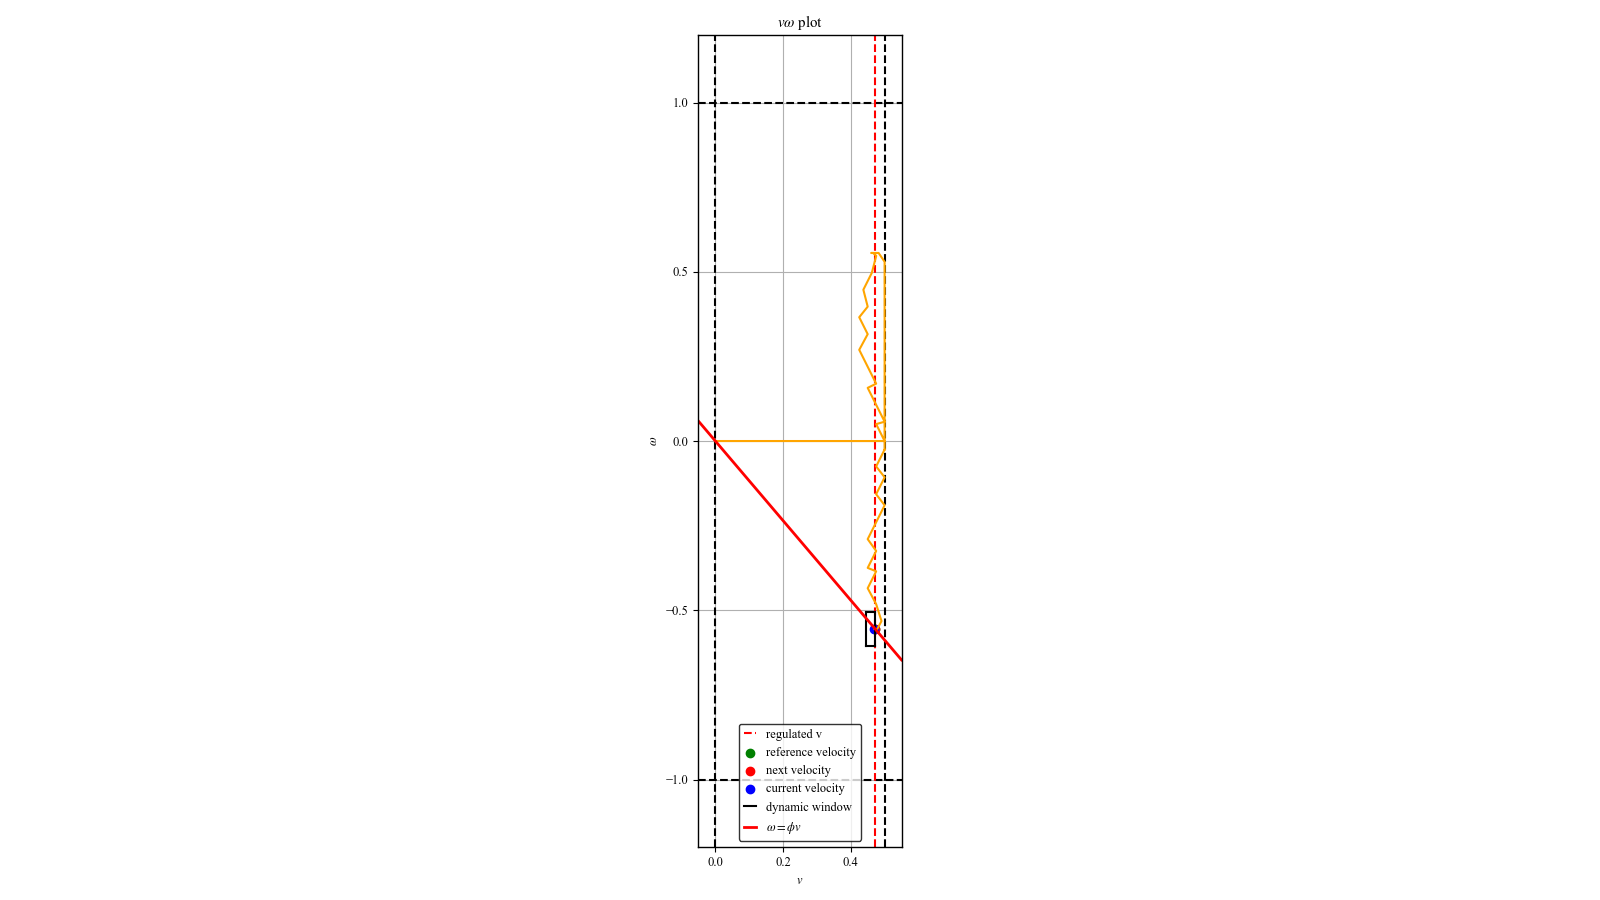 vω plot
1.0
0.5
0.0
−0.5
−1.0
ω
regulated v
reference velocity
next velocity
current velocity
dynamic window
ω = ϕv
0.0 0.2 0.4
v